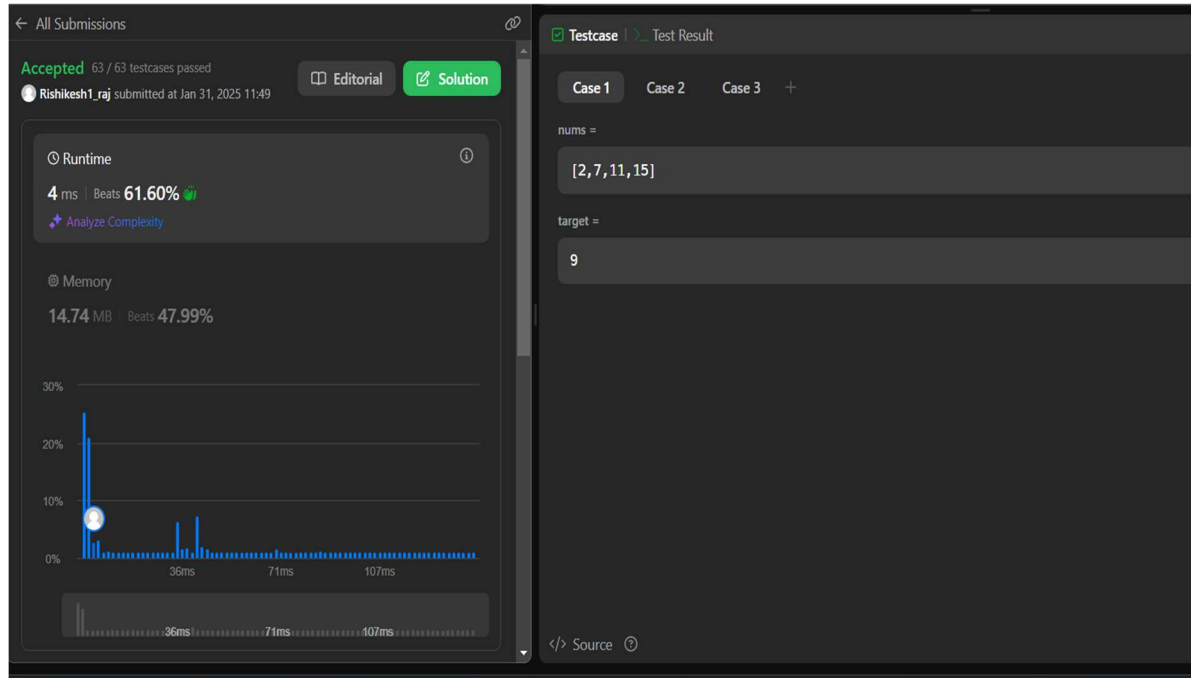 ← All Submissions
Accepted 63 / 63 testcases passed
Rishikesh1_raj submitted at Jan 31, 2025 11:49
Editorial
Solution
Runtime
4 ms | Beats 61.60%
Analyze Complexity
Memory
14.74 MB | Beats 47.99%
30%
20%
10%
0%
36ms 71ms 107ms
36ms 71ms 107ms
Testcase | >_ Test Result
Case 1 Case 2 Case 3 +
nums =
[2,7,11,15]
target =
9
</> Source